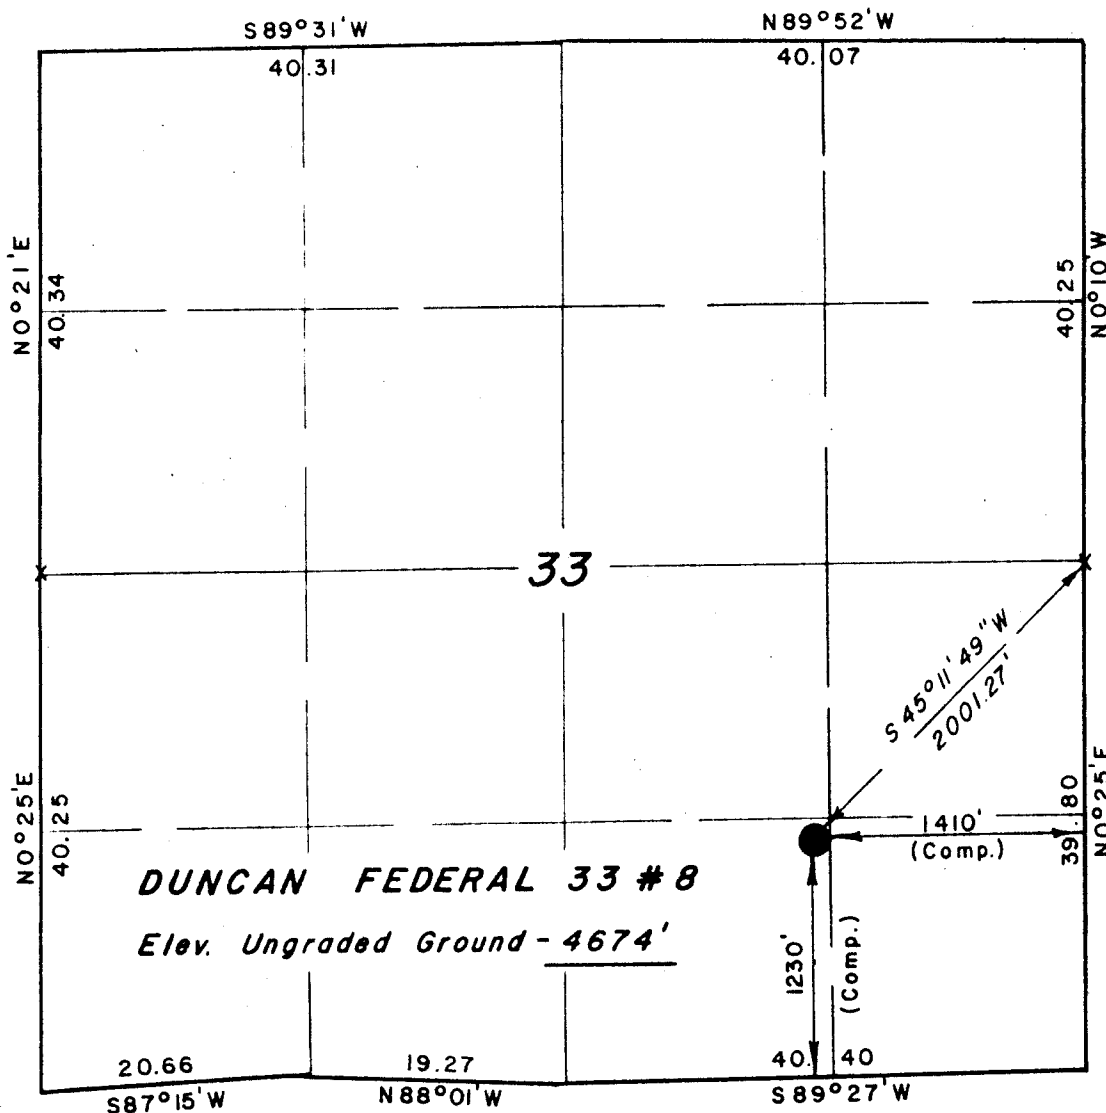 S89°31'W
N89°52'W
40.31
40.07
N0°21'E
40.34
40.25
N0°10'W
33
S 45°11'49"W
2001.27'
N0°25'E
40.25
39.80
N0°25'E
1410'
(Comp.)
DUNCAN FEDERAL 33 #8
Elev. Ungraded Ground - 4674'
1230'
(Comp.)
20.66
19.27
40.40
S87°15'W
N88°01'W
S89°27'W